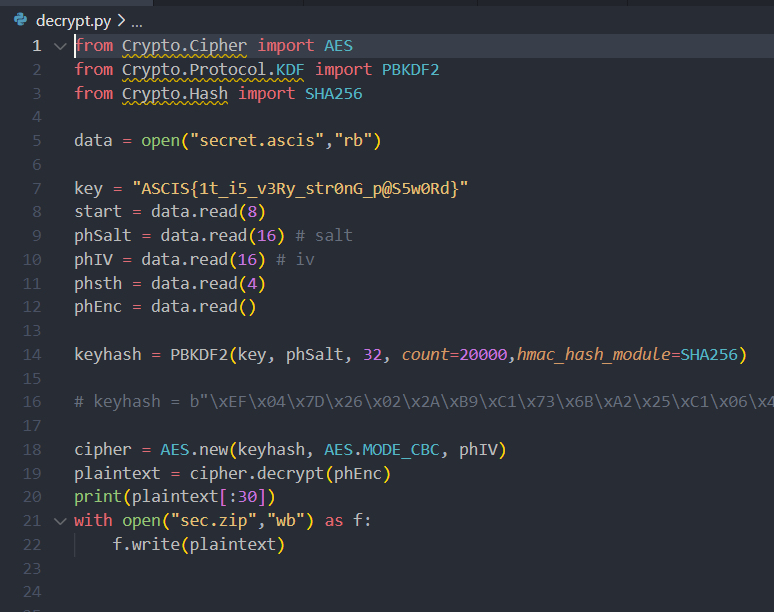 decrypt.py > ...
1 from Crypto.Cipher import AES
2 from Crypto.Protocol.KDF import PBKDF2
3 from Crypto.Hash import SHA256
4
5 data = open("secret.ascis","rb")
6
7 key = "ASCIS{1t_i5_v3Ry_str0nG_p@S5w0Rd}"
8 start = data.read(8)
9 phSalt = data.read(16) # salt
10 phIV = data.read(16) # iv
11 phsth = data.read(4)
12 phEnc = data.read()
13
14 keyhash = PBKDF2(key, phSalt, 32, count=20000,hmac_hash_module=SHA256)
15
16 # keyhash = b"\xEF\x04\x7D\x26\x02\x2A\xB9\xC1\x73\x6B\xA2\x25\xC1\x06\x4
17
18 cipher = AES.new(keyhash, AES.MODE_CBC, phIV)
19 plaintext = cipher.decrypt(phEnc)
20 print(plaintext[:30])
21 with open("sec.zip","wb") as f:
22     f.write(plaintext)
23
24